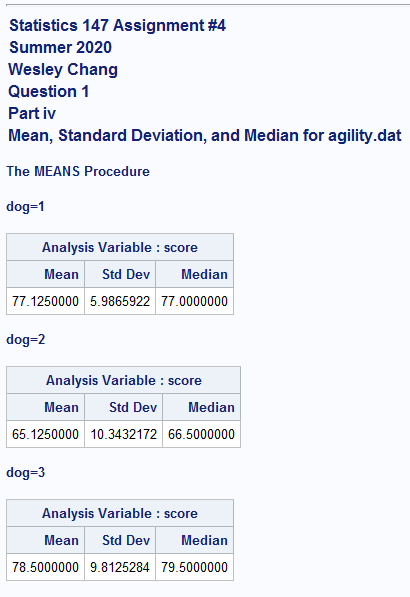 Statistics 147 Assignment #4
Summer 2020
Wesley Chang
Question 1
Part iv
Mean, Standard Deviation, and Median for agility.dat
The MEANS Procedure
dog=1
Analysis Variable : score
Mean Std Dev Median
77.1250000 5.9865922 77.0000000
dog=2
Analysis Variable : score
Mean Std Dev Median
65.1250000 10.3432172 66.5000000
dog=3
Analysis Variable : score
Mean Std Dev Median
78.5000000 9.8125284 79.5000000